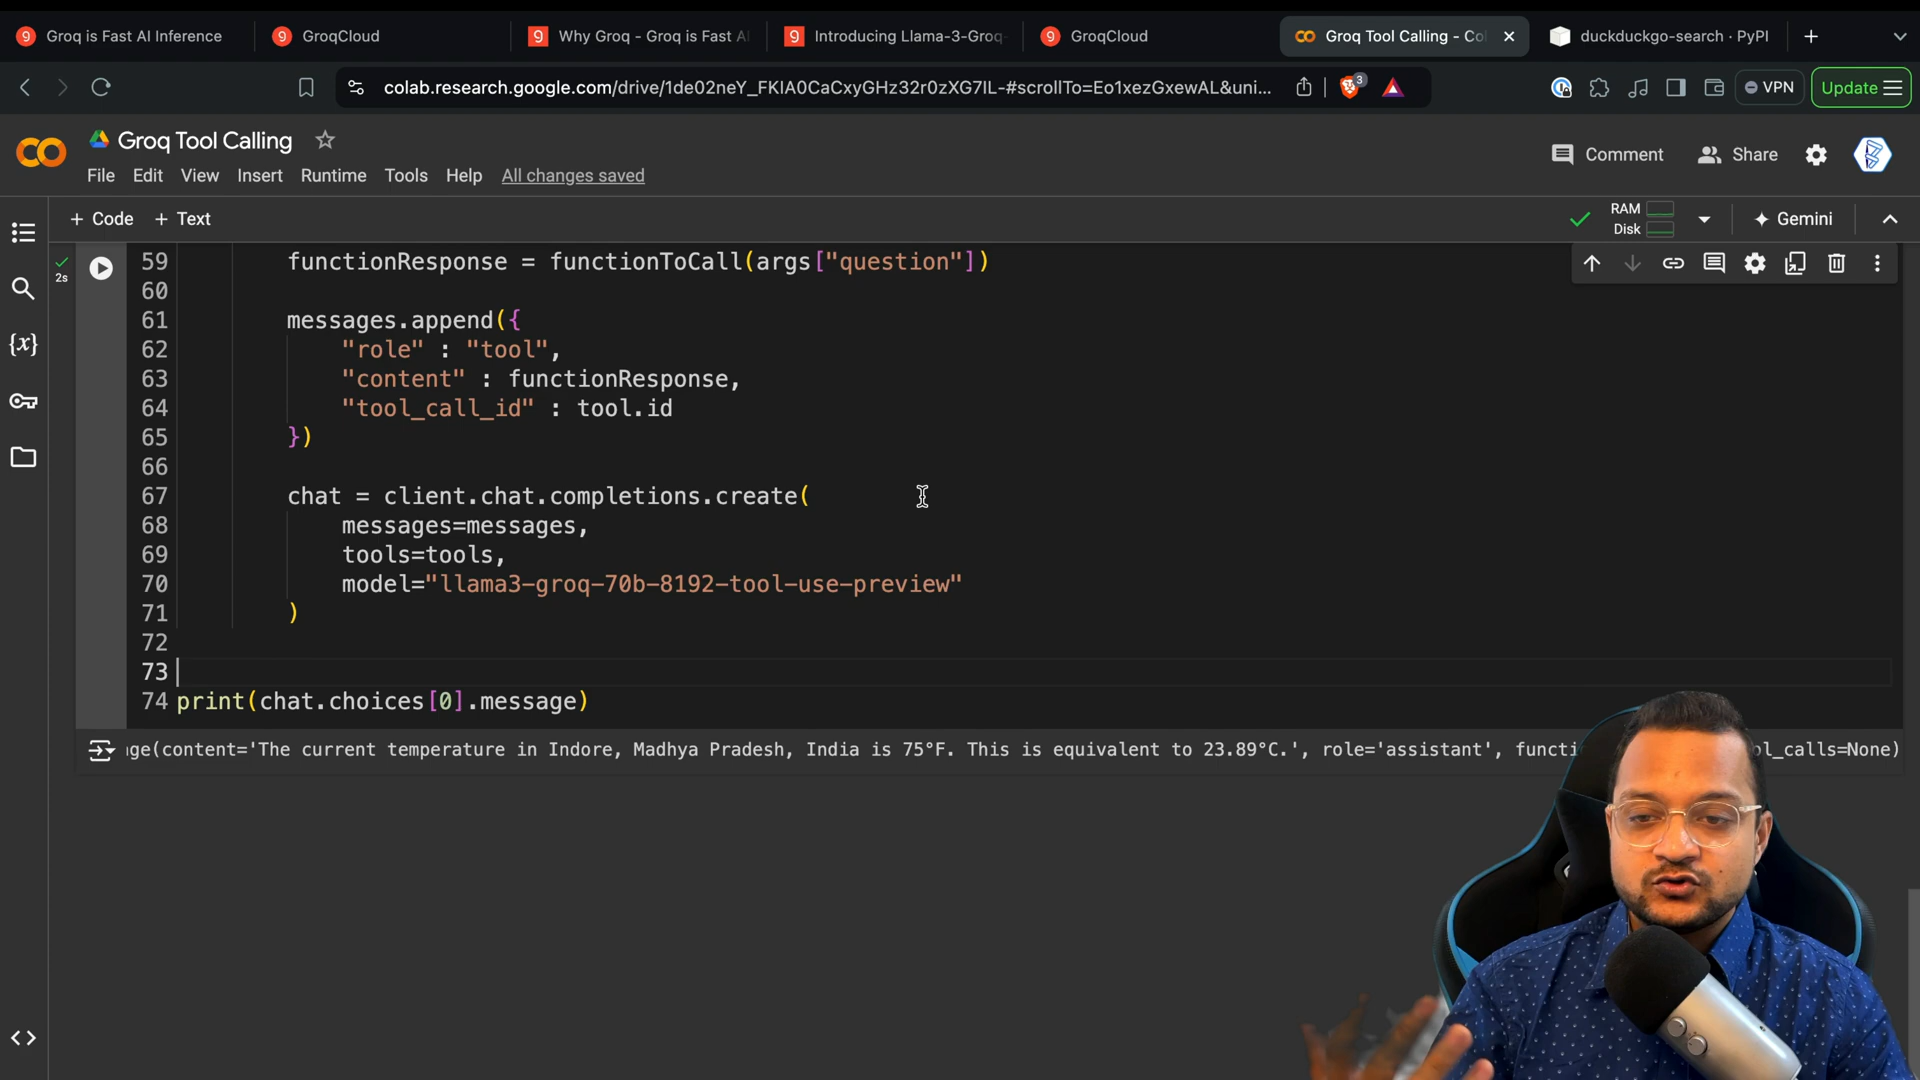 Groq is Fast AI Inference
GroqCloud
Why Groq - Groq is Fast AI
Introducing Llama-3-Groq-
GroqCloud
Groq Tool Calling - Co
duckduckgo-search · PyPI
colab.research.google.com/drive/1de02neY_FKIA0CaCxyGHz32r0zXG7IL-#scrollTo=Eo1xezGxewAL&uni...
3
VPN
Update
Groq Tool Calling
Comment
Share
File Edit View Insert Runtime Tools Help All changes saved
+ Code + Text
RAM
Disk
Gemini
2s
59 functionResponse = functionToCall(args["question"])
60
61 messages.append({
62 "role" : "tool",
63 "content" : functionResponse,
64 "tool_call_id" : tool.id
65 })
66
67 chat = client.chat.completions.create(
68 messages=messages,
69 tools=tools,
70 model="llama3-groq-70b-8192-tool-use-preview"
71 )
72
73
74 print(chat.choices[0].message)
ge(content='The current temperature in Indore, Madhya Pradesh, India is 75°F. This is equivalent to 23.89°C.', role='assistant', functi ol_calls=None)